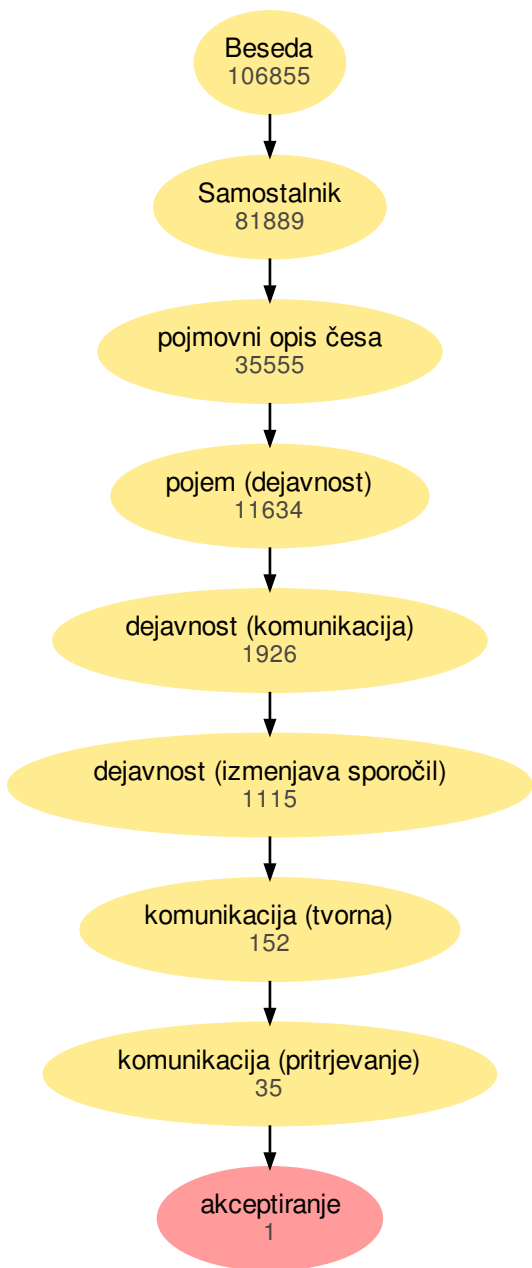 Beseda
106855
Samostalnik
81889
pojmovni opis česa
35555
pojem (dejavnost)
11634
dejavnost (komunikacija)
1926
dejavnost (izmenjava sporočil)
1115
komunikacija (tvorna)
152
komunikacija (pritrjevanje)
35
akceptiranje
1